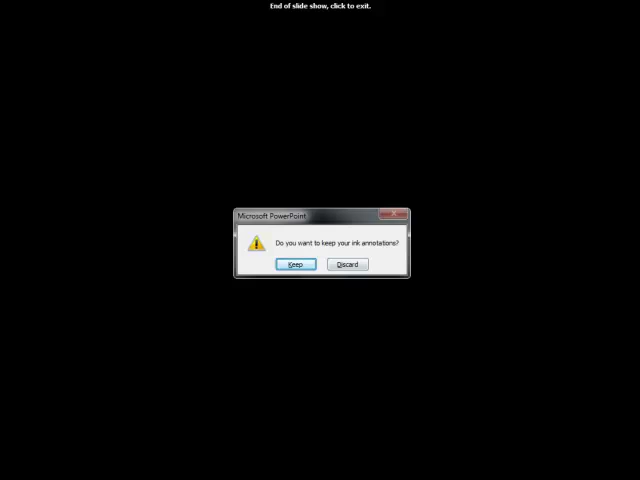 End of slide show, click to exit.
Microsoft PowerPoint
Do you want to keep your ink annotations?
Keep
Discard